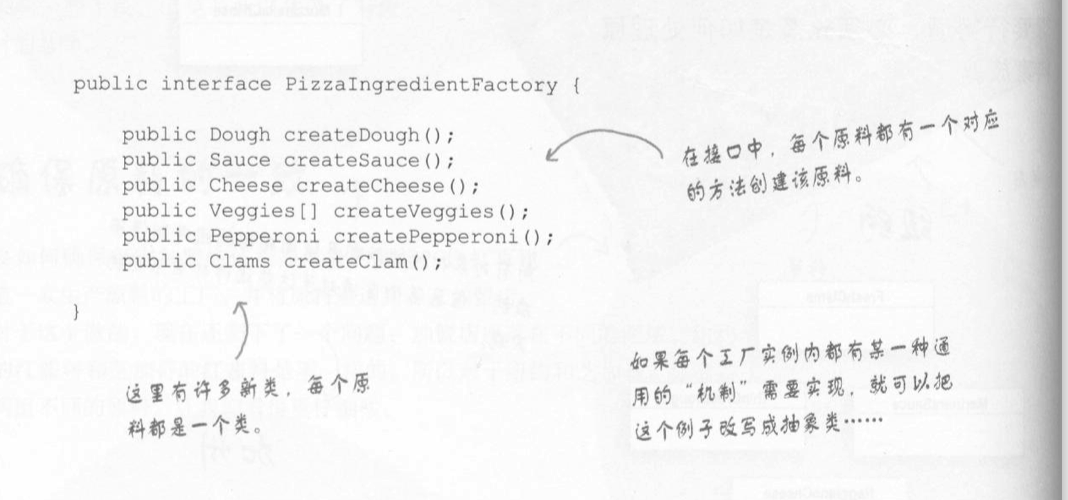 public interface PizzaIngredientFactory {
public Dough createDough();
public Sauce createSauce();
public Cheese createCheese();
public Veggies[] createVeggies();
public Pepperoni createPepperoni();
public Clams createClam();
}
在接口中，每个原料都有一个对应
的方法创建该原料。
这里有许多新类，每个原
料都是一个类。
如果每个工厂实例内都有某一种通
用的“机制”需要实现，就可以把
这个例子改写成抽象类……